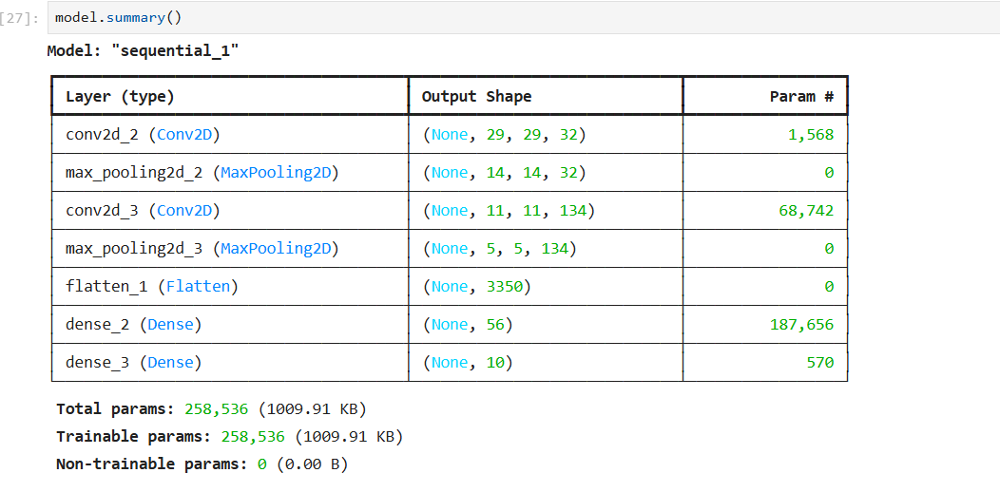 [27]: model.summary()
Model: "sequential_1"
Layer (type) Output Shape Param #
conv2d_2 (Conv2D) (None, 29, 29, 32) 1,568
max_pooling2d_2 (MaxPooling2D) (None, 14, 14, 32) 0
conv2d_3 (Conv2D) (None, 11, 11, 134) 68,742
max_pooling2d_3 (MaxPooling2D) (None, 5, 5, 134) 0
flatten_1 (Flatten) (None, 3350) 0
dense_2 (Dense) (None, 56) 187,656
dense_3 (Dense) (None, 10) 570
Total params: 258,536 (1009.91 KB)
Trainable params: 258,536 (1009.91 KB)
Non-trainable params: 0 (0.00 B)